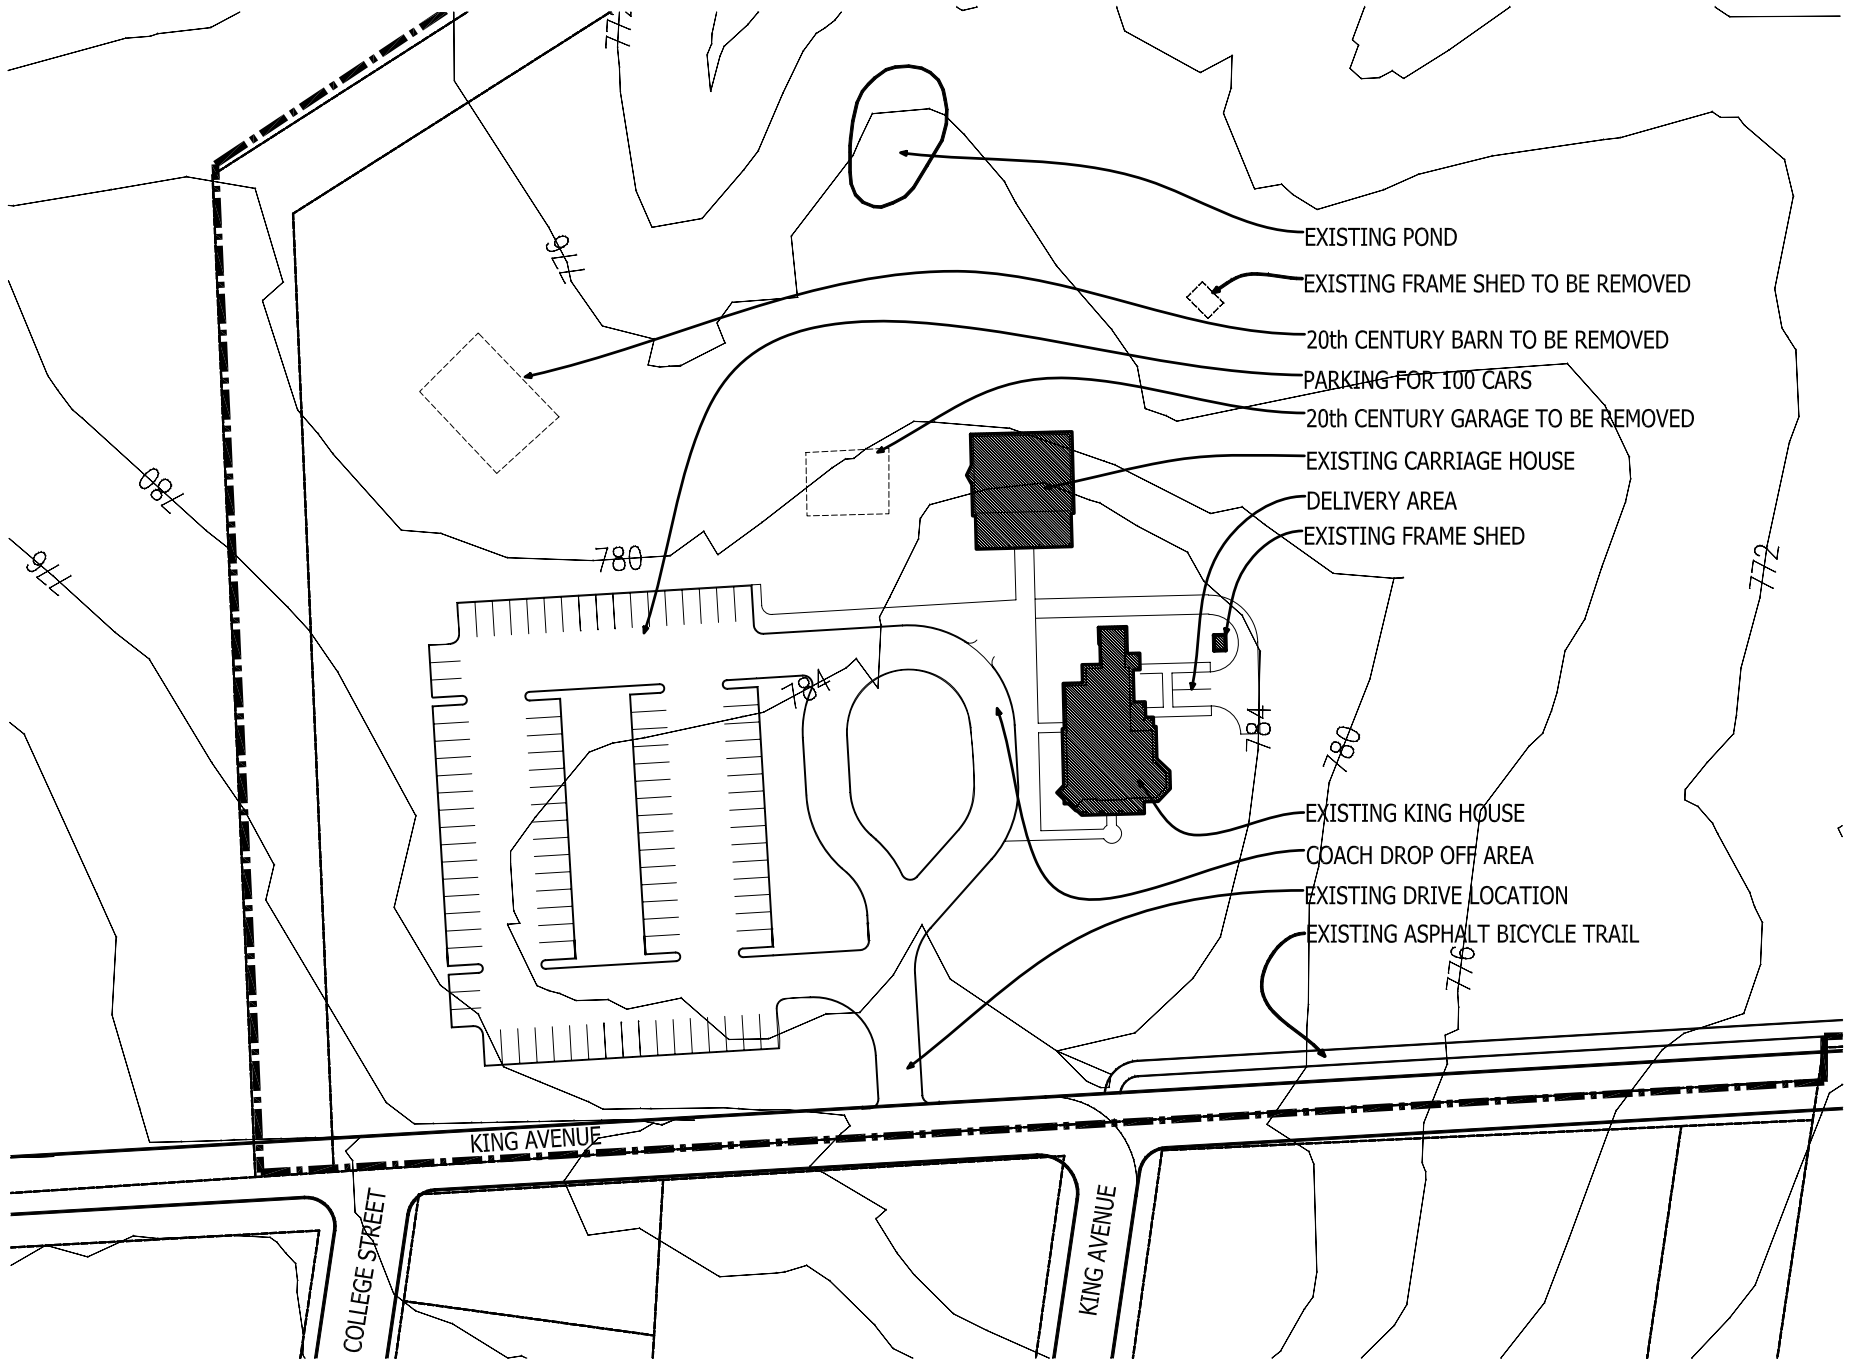 772
EXISTING POND
776
EXISTING FRAME SHED TO BE REMOVED
20th CENTURY BARN TO BE REMOVED
PARKING FOR 100 CARS
20th CENTURY GARAGE TO BE REMOVED
EXISTING CARRIAGE HOUSE
780
DELIVERY AREA
EXISTING FRAME SHED
780
776
772
784
784
780
EXISTING KING HOUSE
COACH DROP OFF AREA
EXISTING DRIVE LOCATION
EXISTING ASPHALT BICYCLE TRAIL
776
KING AVENUE
COLLEGE STREET
KING AVENUE